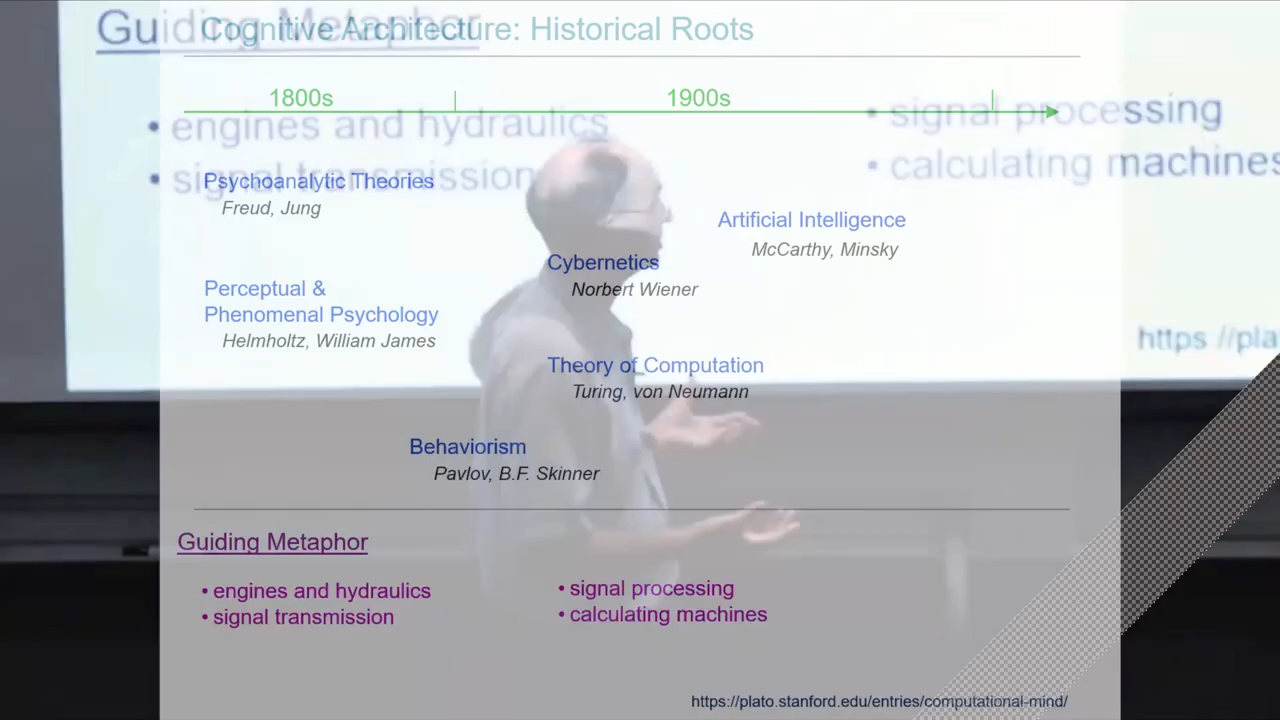 Guiding Metaphor
Cognitive Architecture: Historical Roots
1800s
1900s
• engines and hydraulics
• signal transmission
• signal processing
• calculating machines
Psychoanalytic Theories
Freud, Jung
Artificial Intelligence
McCarthy, Minsky
Cybernetics
Norbert Wiener
Perceptual &
Phenomenal Psychology
Helmholtz, William James
https://pla
Theory of Computation
Turing, von Neumann
Behaviorism
Pavlov, B.F. Skinner
Guiding Metaphor
• engines and hydraulics
• signal transmission
• signal processing
• calculating machines
https://plato.stanford.edu/entries/computational-mind/